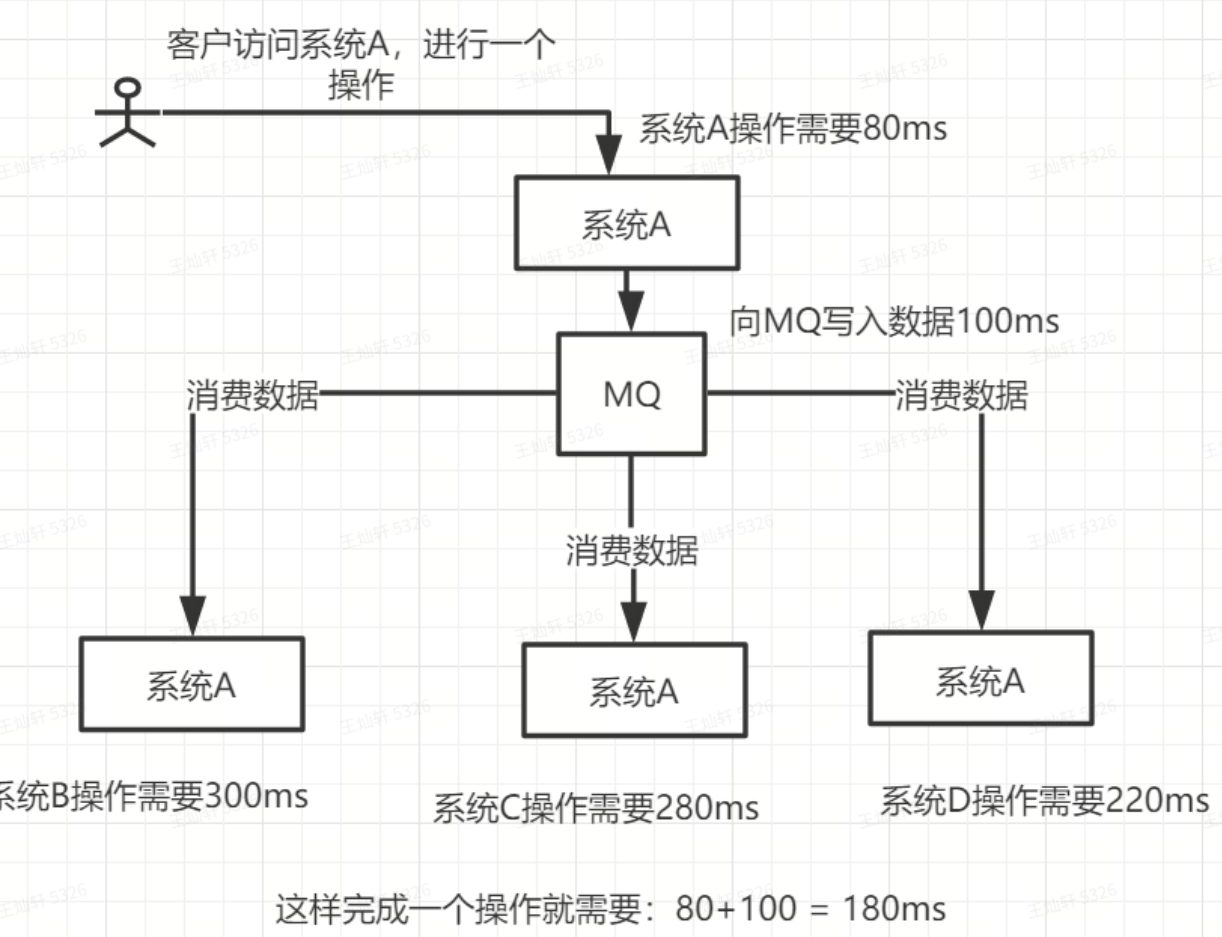 客户访问系统A，进行一个
操作
系统A操作需要80ms
系统A
向MQ写入数据100ms
MQ
消费数据
消费数据
消费数据
系统A
系统A
系统A
系统B操作需要300ms
系统C操作需要280ms
系统D操作需要220ms
这样完成一个操作就需要：80+100 = 180ms
王灿轩 5326